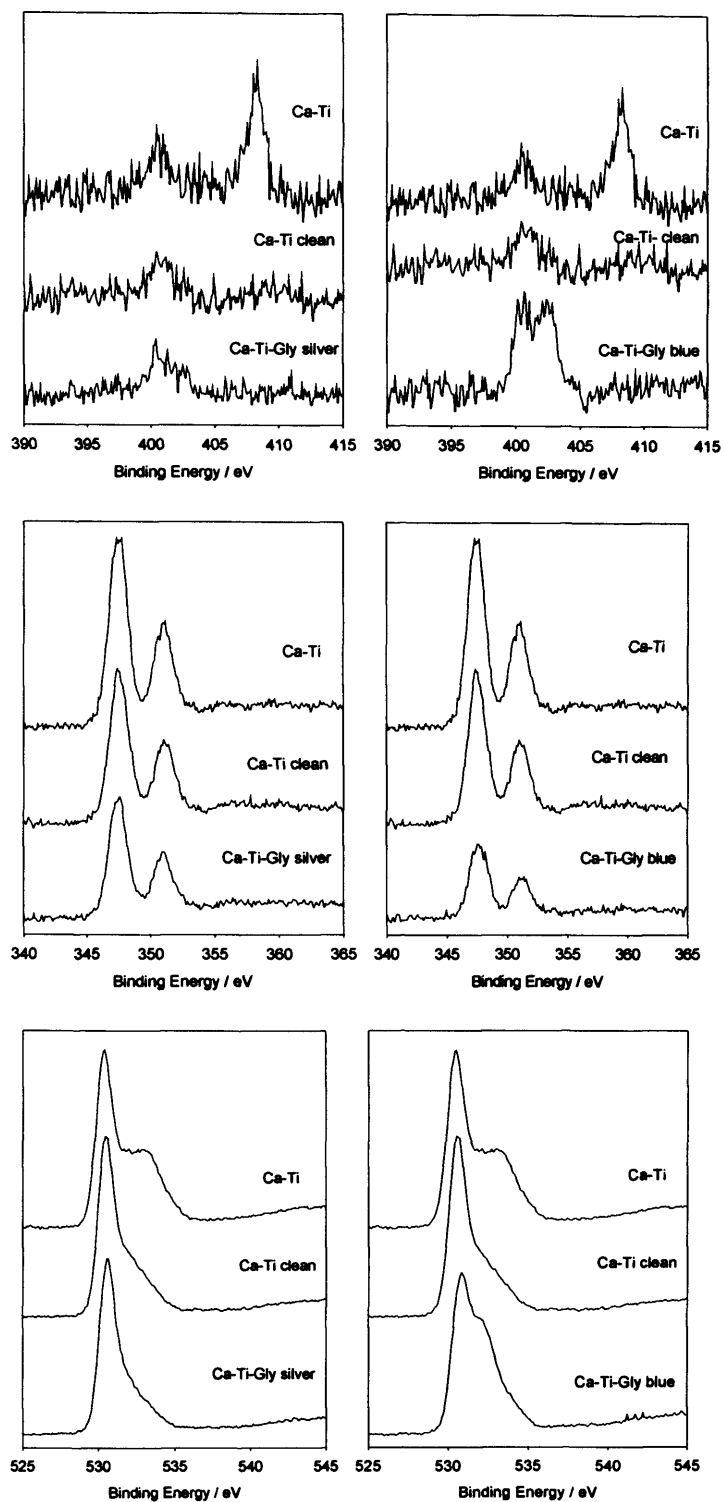 Ca-Ti
Ca-Ti clean
Ca-Ti-Gly silver
390 395 400 405 410 415
Binding Energy / eV
Ca-Ti
Ca-Ti- clean
Ca-Ti-Gly blue
390 395 400 405 410 415
Binding Energy / eV
Ca-Ti
Ca-Ti clean
Ca-Ti-Gly silver
340 345 350 355 360 365
Binding Energy / eV
Ca-Ti
Ca-Ti clean
Ca-Ti-Gly blue
340 345 350 355 360 365
Binding Energy / eV
Ca-Ti
Ca-Ti clean
Ca-Ti-Gly silver
525 530 535 540 545
Binding Energy / eV
Ca-Ti
Ca-Ti clean
Ca-Ti-Gly blue
525 530 535 540 545
Binding Energy / eV